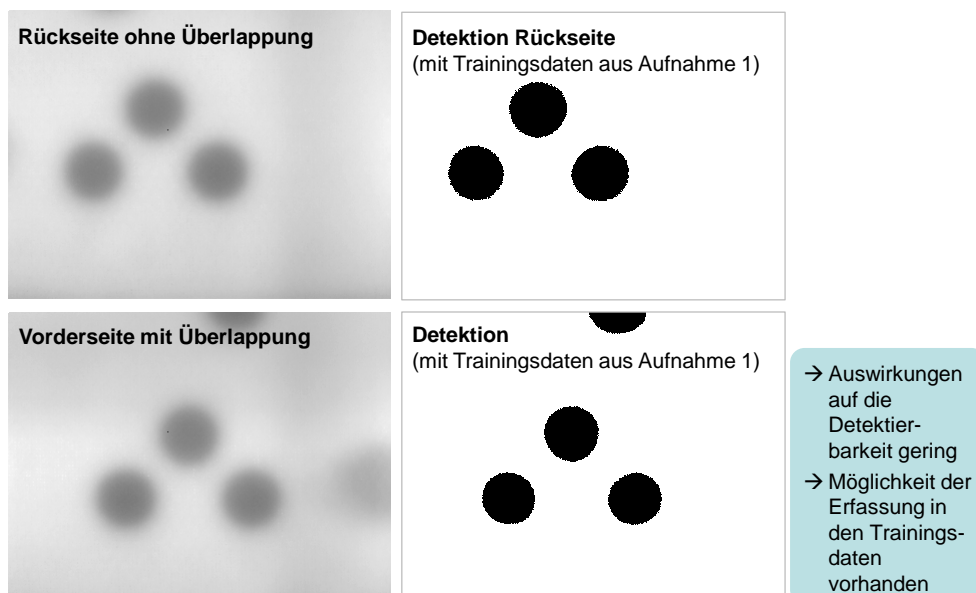 Rückseite ohne Überlappung
Detektion Rückseite
(mit Trainingsdaten aus Aufnahme 1)
Vorderseite mit Überlappung
Detektion
(mit Trainingsdaten aus Aufnahme 1)
→ Auswirkungen
auf die
Detektier-
barkeit gering
→ Möglichkeit der
Erfassung in
den Trainings-
daten
vorhanden